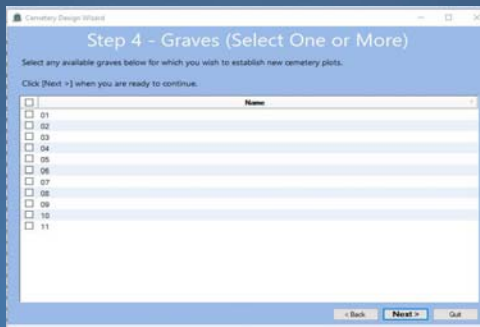 Cemetery Design Wizard
Step 4 - Graves (Select One or More)
Select any available graves below for which you wish to establish new cemetery plots.
Click [Next >] when you are ready to continue.
Name
01
02
03
04
05
06
07
08
09
10
11
< Back Next > Quit